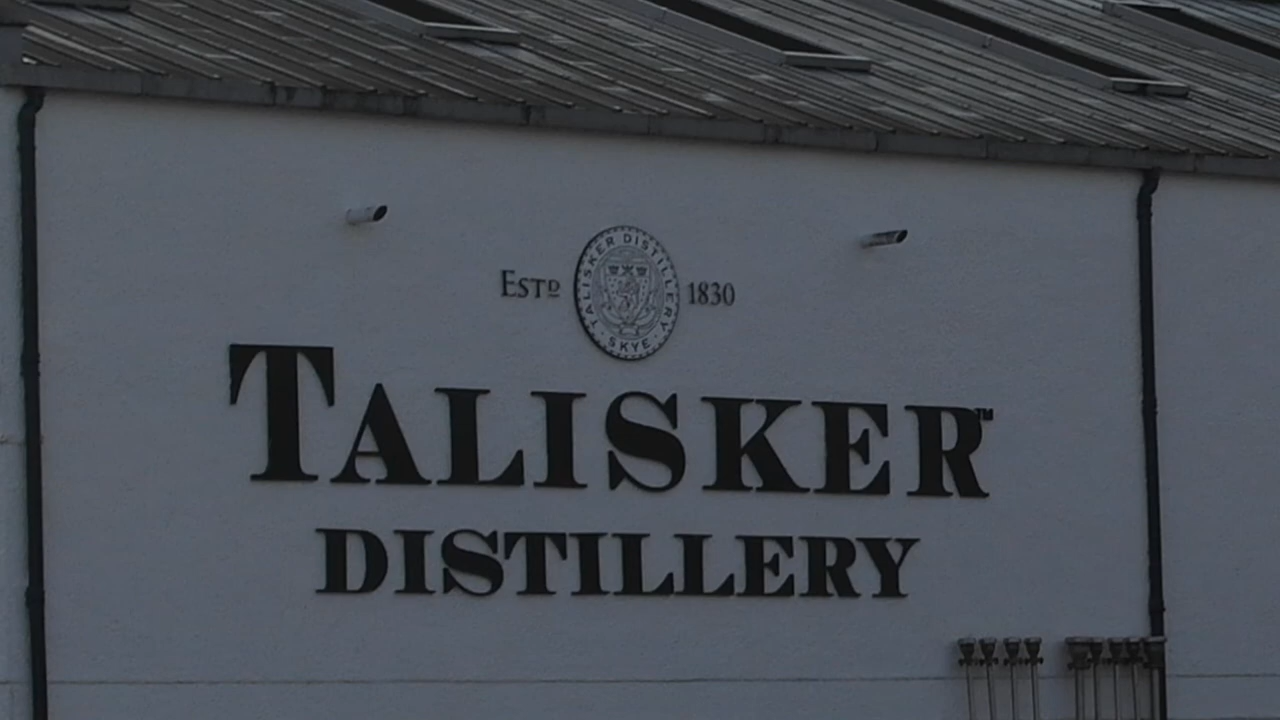 TALISKER DISTILLERY
ESTD
1830
· SKYE ·
TALISKER™
DISTILLERY